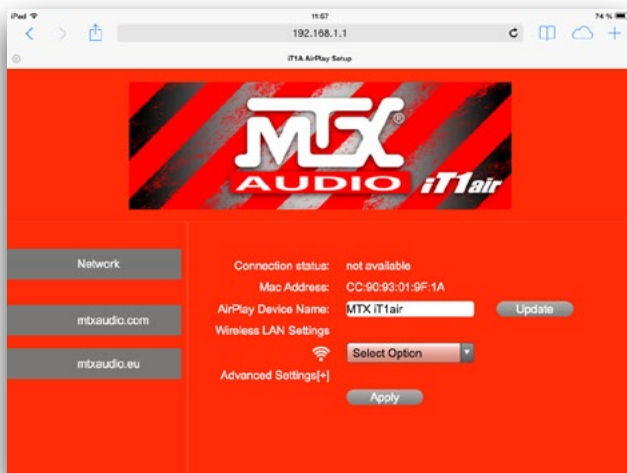 iPad 11:57 74 %
192.168.1.1
iT1A AirPlay Setup
MTX®
AUDIO iT1air
Network
mtxaudio.com
mtxaudio.eu
Connection status: not available
Mac Address: CC:90:93:01:9F:1A
AirPlay Device Name: MTX iT1air Update
Wireless LAN Settings
Select Option
Advanced Settings[+]
Apply